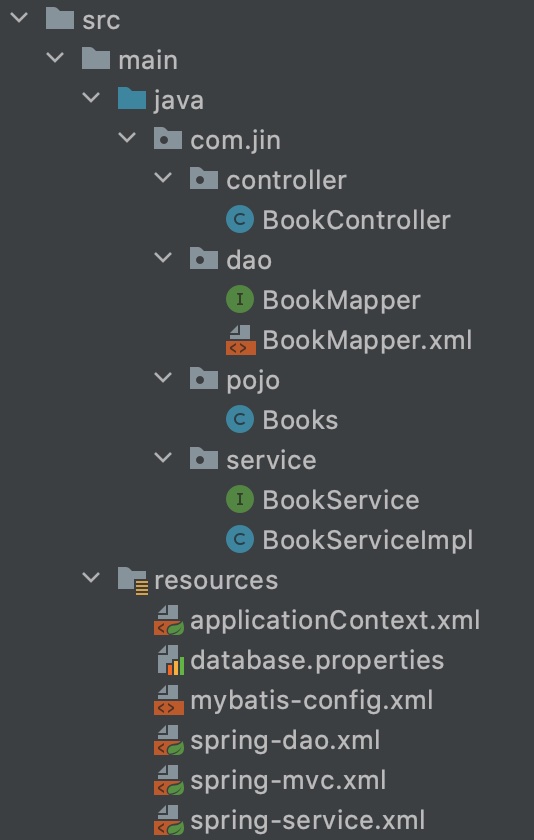 src
main
java
com.jin
controller
BookController
dao
BookMapper
BookMapper.xml
pojo
Books
service
BookService
BookServiceImpl
resources
applicationContext.xml
database.properties
mybatis-config.xml
spring-dao.xml
spring-mvc.xml
spring-service.xml